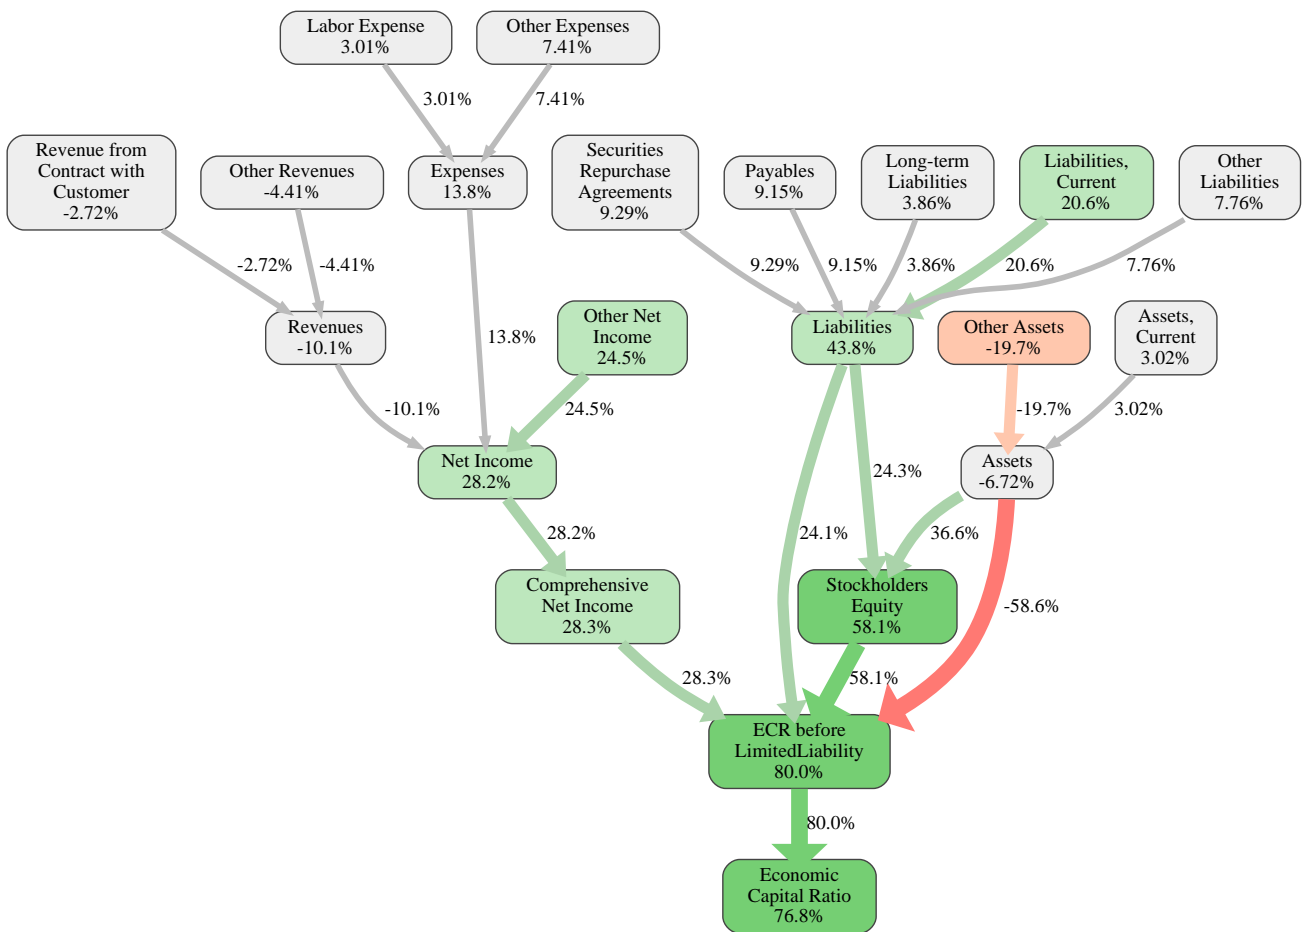 Labor Expense
3.01%
Other Expenses
7.41%
3.01%
7.41%
Revenue from
Contract with
Customer
-2.72%
Other Revenues
-4.41%
Expenses
13.8%
Securities
Repurchase
Agreements
9.29%
Payables
9.15%
Long-term
Liabilities
3.86%
Liabilities,
Current
20.6%
Other
Liabilities
7.76%
-2.72%
-4.41%
9.29%
9.15%
3.86%
20.6%
7.76%
Revenues
-10.1%
13.8%
Other Net
Income
24.5%
Liabilities
43.8%
Other Assets
-19.7%
Assets,
Current
3.02%
-10.1%
24.5%
-19.7%
3.02%
Net Income
28.2%
24.3%
Assets
-6.72%
28.2%
24.1%
36.6%
Comprehensive
Net Income
28.3%
Stockholders
Equity
58.1%
-58.6%
28.3%
58.1%
ECR before
LimitedLiability
80.0%
80.0%
Economic
Capital Ratio
76.8%